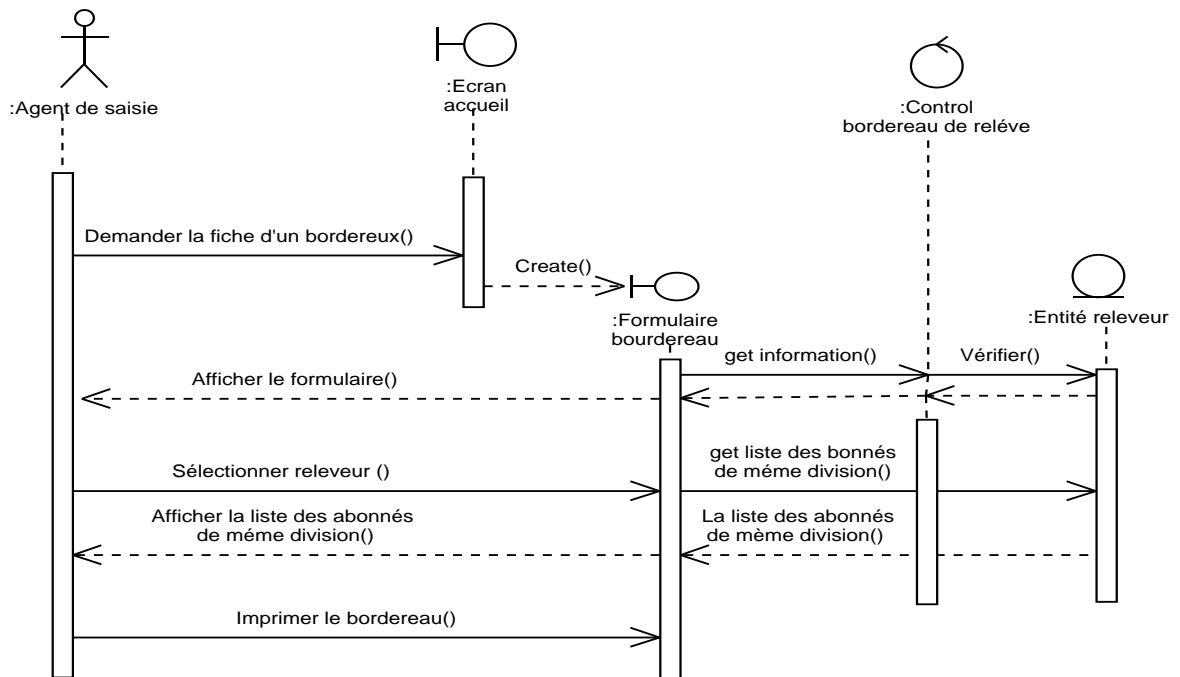 :Agent de saisie
:Ecran
accueil
:Control
bordereau de reléve
Demander la fiche d'un bordereux()
Create()
:Formulaire
bourdereau
:Entité releveur
get information()
Vérifier()
Afficher le formulaire()
Sélectionner releveur ()
get liste des bonnés
de méme division()
Afficher la liste des abonnés
de méme division()
La liste des abonnés
de mème division()
Imprimer le bordereau()